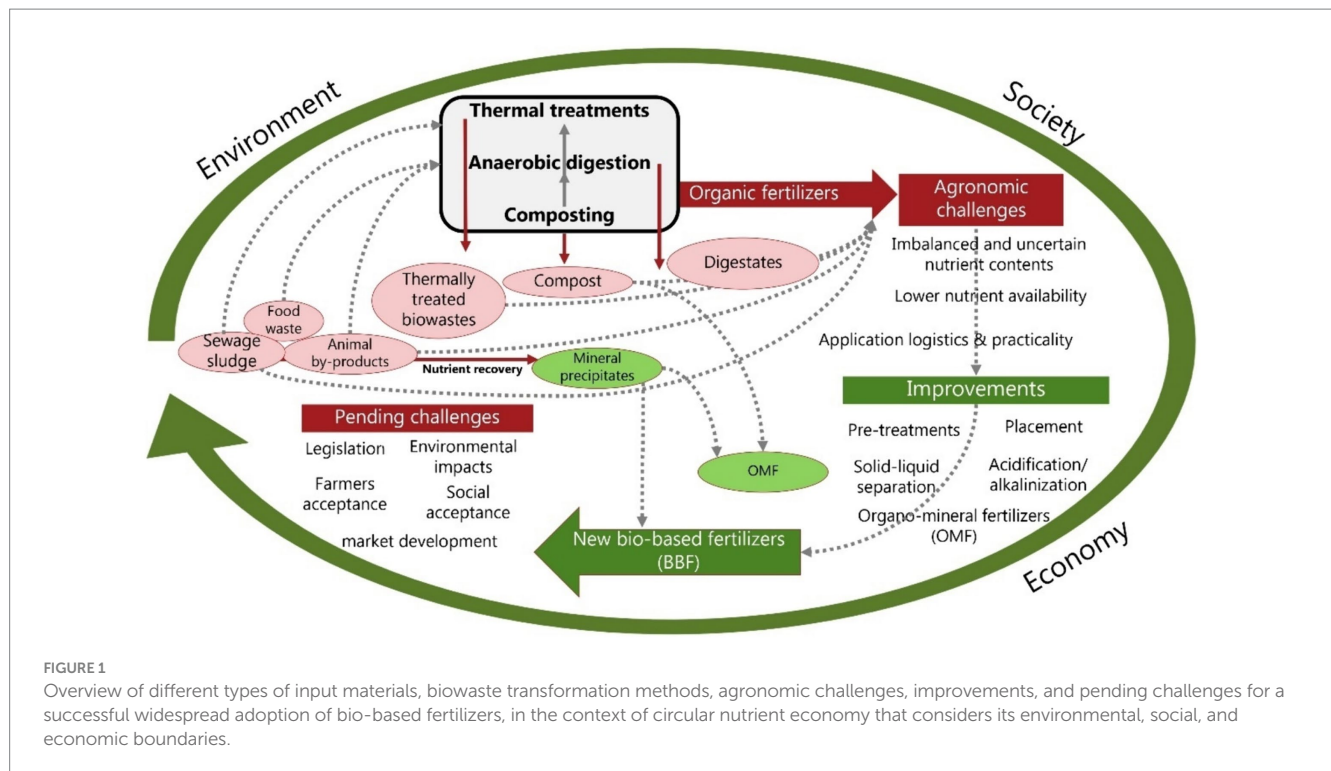 Environment
Society
Economy
Thermal treatments
Anaerobic digestion
Composting
Organic fertilizers
Agronomic
challenges
Imbalanced and uncertain
nutrient contents
Lower nutrient availability
Application logistics & practicality
Thermally
treated
biowastes
Compost
Digestates
Food
waste
Sewage
sludge
Animal
by-products
Nutrient recovery
Mineral
precipitates
Improvements
Pre-treatments
Placement
Solid-liquid
separation
Acidification/
alkalinization
Organo-mineral fertilizers
(OMF)
OMF
Pending challenges
Legislation
Environmental
impacts
Farmers
acceptance
Social
acceptance
market development
New bio-based fertilizers
(BBF)
FIGURE 1
Overview of different types of input materials, biowaste transformation methods, agronomic challenges, improvements, and pending challenges for a
successful widespread adoption of bio-based fertilizers, in the context of circular nutrient economy that considers its environmental, social, and
economic boundaries.